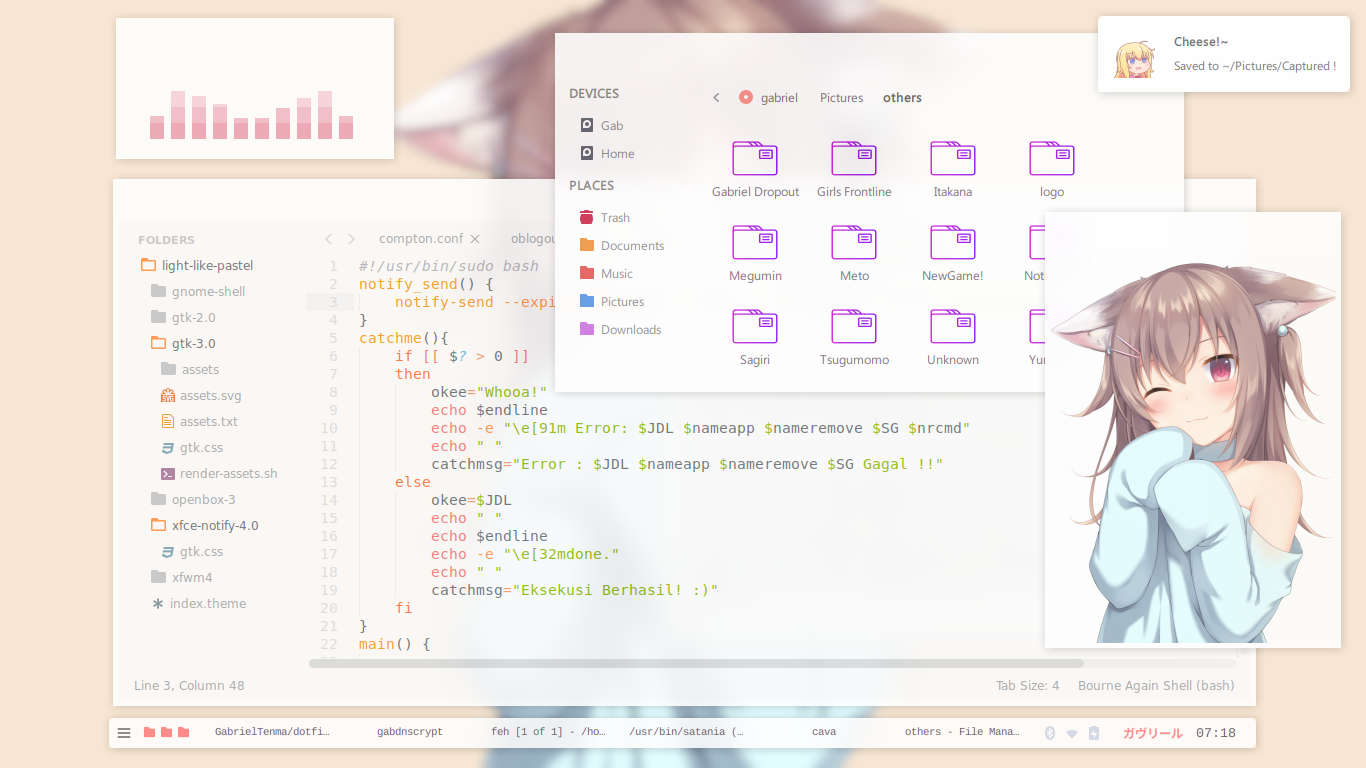 Cheese!~
Saved to ~/Pictures/Captured !
DEVICES
Gab
Home
PLACES
Trash
Documents
Music
Pictures
Downloads
gabriel Pictures others
Gabriel Dropout Girls Frontline Itakana logo
Megumin Meto NewGame! Not
Sagiri Tsugumomo Unknown Yur
FOLDERS
light-like-pastel
gnome-shell
gtk-2.0
gtk-3.0
assets
assets.svg
assets.txt
gtk.css
render-assets.sh
openbox-3
xfce-notify-4.0
gtk.css
xfwm4
index.theme
compton.conf × oblogou
1 #!/usr/bin/sudo bash
2 notify_send() {
3 notify-send --expi
4 }
5 catchme(){
6 if [[ $? > 0 ]]
7 then
8 okee="Whooa!"
9 echo $endline
10 echo -e "\e[91m Error: $JDL $nameapp $nameremove $SG $nrcmd"
11 echo " "
12 catchmsg="Error : $JDL $nameapp $nameremove $SG Gagal !!"
13 else
14 okee=$JDL
15 echo " "
16 echo $endline
17 echo -e "\e[32mdone."
18 echo " "
19 catchmsg="Eksekusi Berhasil! :)"
20 fi
21 }
22 main() {
Line 3, Column 48 Tab Size: 4 Bourne Again Shell (bash)
GabrielTenma/dotfi… gabdnscrypt feh [1 of 1] - /ho… /usr/bin/satania (… cava others - File Mana… ガヴリール 07:18